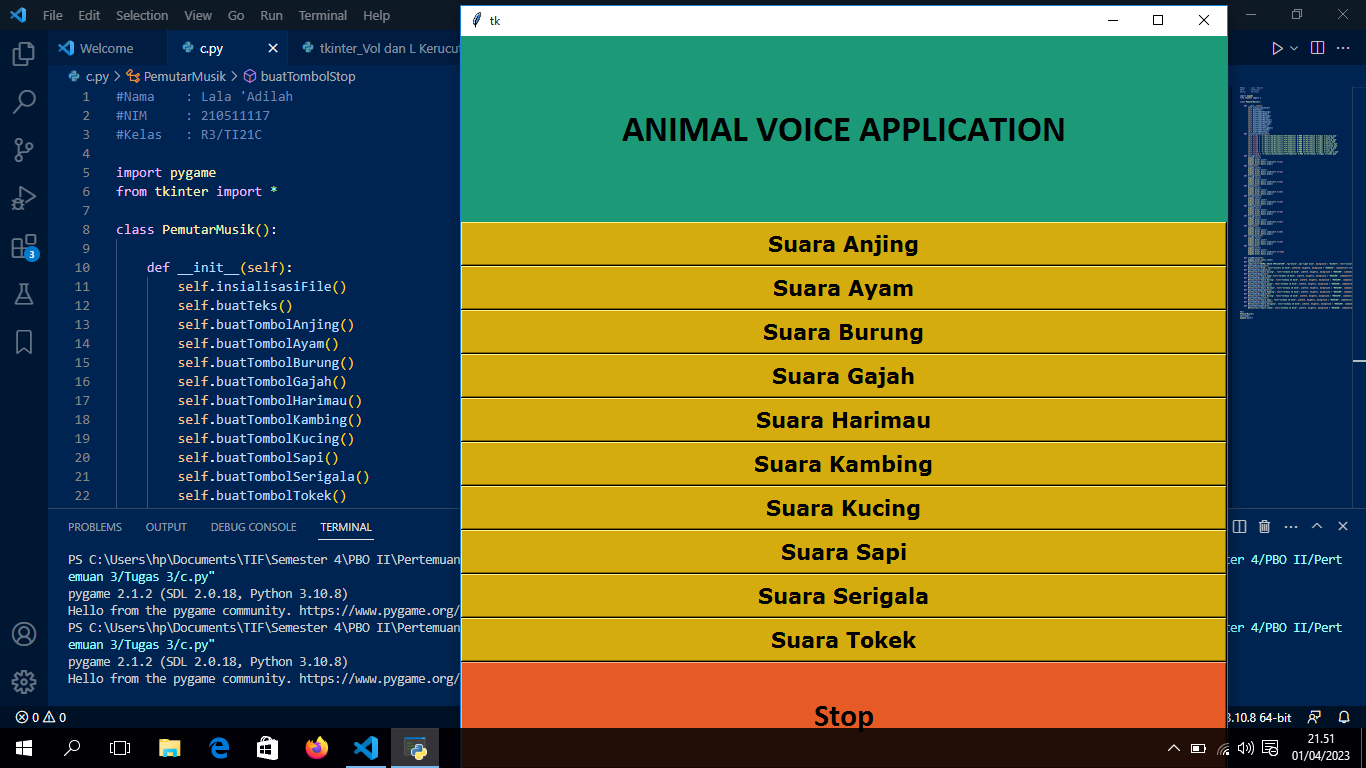 File Edit Selection View Go Run Terminal Help
tk
Welcome
c.py
tkinter_Vol dan L Kerucut
c.py > PemutarMusik > buatTombolStop
1 #Nama : Lala 'Adilah
2 #NIM : 210511117
3 #Kelas : R3/TI21C
4
5 import pygame
6 from tkinter import *
7
8 class PemutarMusik():
9
10 def __init__(self):
11 self.insialisasiFile()
12 self.buatTeks()
13 self.buatTombolAnjing()
14 self.buatTombolAyam()
15 self.buatTombolBurung()
16 self.buatTombolGajah()
17 self.buatTombolHarimau()
18 self.buatTombolKambing()
19 self.buatTombolKucing()
20 self.buatTombolSapi()
21 self.buatTombolSerigala()
22 self.buatTombolTokek()
3
ANIMAL VOICE APPLICATION
Suara Anjing
Suara Ayam
Suara Burung
Suara Gajah
Suara Harimau
Suara Kambing
Suara Kucing
Suara Sapi
Suara Serigala
Suara Tokek
Stop
PROBLEMS OUTPUT DEBUG CONSOLE TERMINAL
PS C:\Users\hp\Documents\TIF\Semester 4\PBO II\Pertemuan ter 4/PBO II/Pert
emuan 3/Tugas 3/c.py"
pygame 2.1.2 (SDL 2.0.18, Python 3.10.8)
Hello from the pygame community. https://www.pygame.org/
PS C:\Users\hp\Documents\TIF\Semester 4\PBO II\Pertemuan ter 4/PBO II/Pert
emuan 3/Tugas 3/c.py"
pygame 2.1.2 (SDL 2.0.18, Python 3.10.8)
Hello from the pygame community. https://www.pygame.org/
0 0
3.10.8 64-bit
21.51
01/04/2023